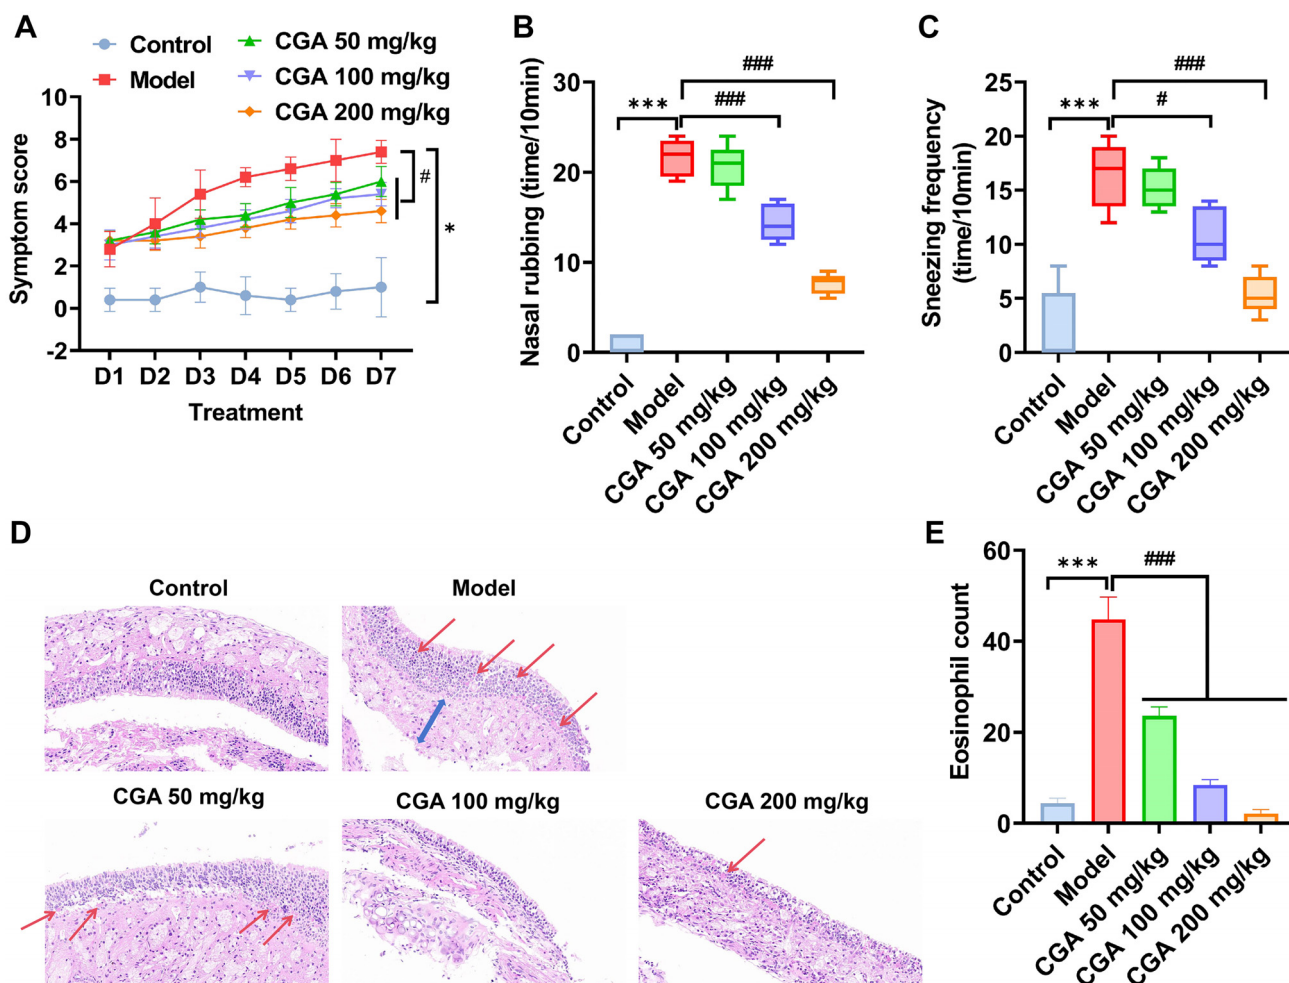 A
Control
Model
CGA 50 mg/kg
CGA 100 mg/kg
CGA 200 mg/kg
Symptom score
10
8
6
4
2
0
-2
#
*
D1 D2 D3 D4 D5 D6 D7
Treatment
B
Nasal rubbing (time/10min)
30
20
10
0
***
###
###
Control
Model
CGA 50 mg/kg
CGA 100 mg/kg
CGA 200 mg/kg
C
Sneezing frequency
(time/10min)
25
20
15
10
5
0
***
#
###
Control
Model
CGA 50 mg/kg
CGA 100 mg/kg
CGA 200 mg/kg
D
Control
Model
CGA 50 mg/kg
CGA 100 mg/kg
CGA 200 mg/kg
E
Eosinophil count
60
40
20
0
***
###
Control
Model
CGA 50 mg/kg
CGA 100 mg/kg
CGA 200 mg/kg